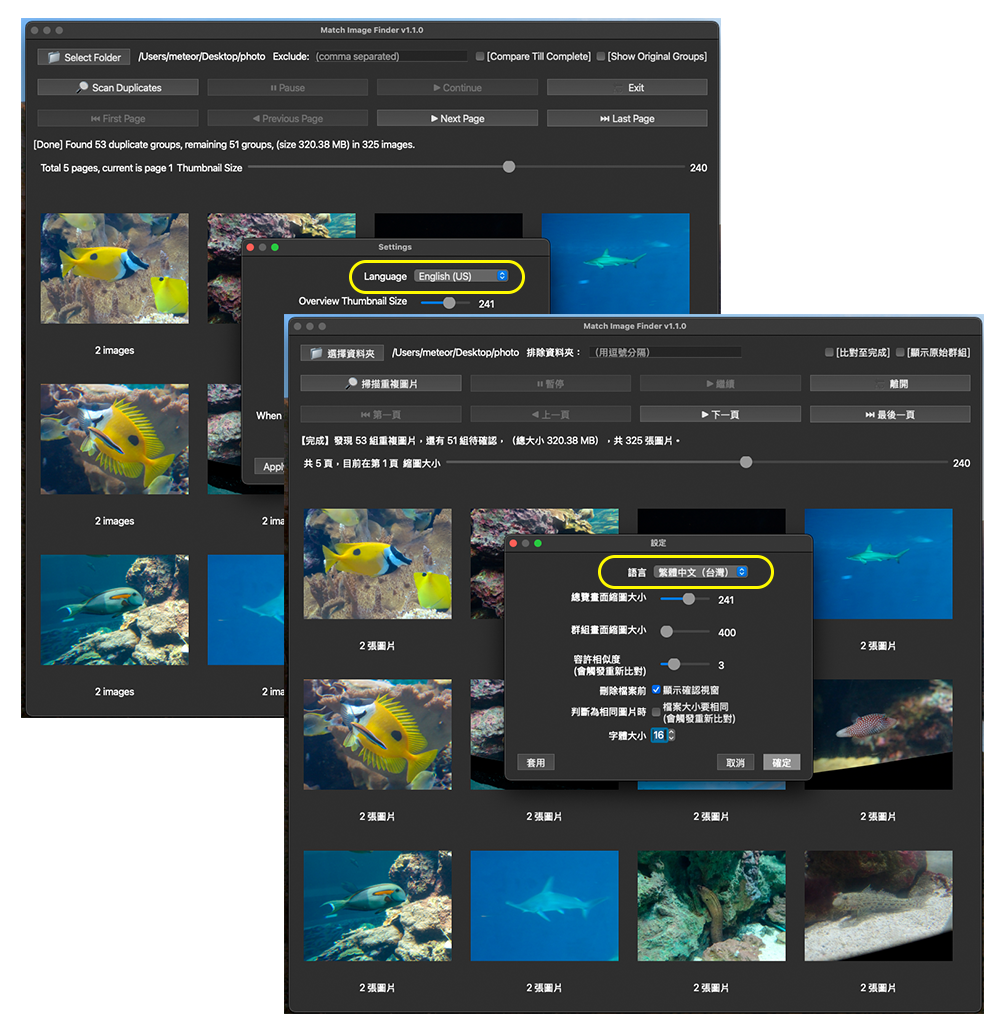 Match Image Finder v1.1.0
Select Folder /Users/meteor/Desktop/photo Exclude: (comma separated) [Compare Till Complete] [Show Original Groups]
Scan Duplicates Pause Continue Exit
First Page Previous Page Next Page Last Page
[Done] Found 53 duplicate groups, remaining 51 groups, (size 320.38 MB) in 325 images.
Total 5 pages, current is page 1 Thumbnail Size 240
2 images
2 images
2 images
Settings
Language English (US)
Overview Thumbnail Size 241
When
Match Image Finder v1.1.0
選擇資料夾 /Users/meteor/Desktop/photo 排除資料夾： （用逗號分隔） [比對至完成] [顯示原始群組]
掃描重複圖片 暫停 繼續 離開
第一頁 上一頁 下一頁 最後一頁
【完成】發現 53 組重複圖片，還有 51 組待確認，（總大小 320.38 MB），共 325 張圖片。
共 5 頁，目前在第 1 頁 縮圖大小 240
2 張圖片 2 張圖片
2 張圖片 2 張圖片 2 張圖片 2 張圖片
2 張圖片 2 張圖片 2 張圖片 2 張圖片
設定
語言 繁體中文（台灣）
總覽畫面縮圖大小 241
群組畫面縮圖大小 400
容許相似度
(會觸發重新比對) 3
刪除檔案前 顯示確認視窗
判斷為相同圖片時 檔案大小要相同
(會觸發重新比對)
字體大小 16
套用 取消 確定